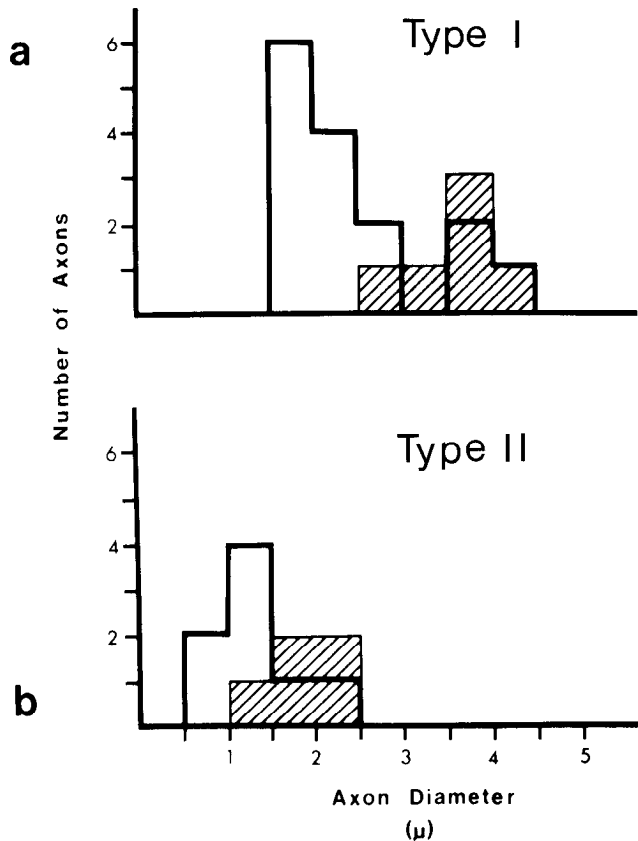 a
Type I
6
4
2
Number of Axons
Type II
6
4
2
b
1 2 3 4 5
Axon Diameter
(μ)